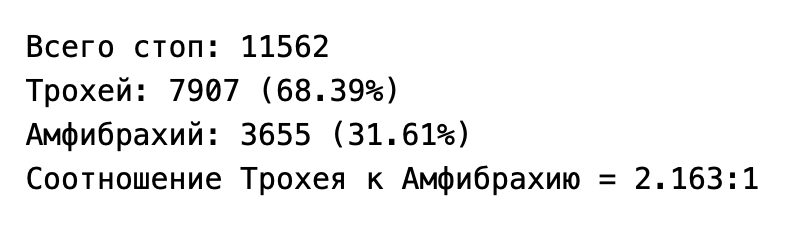 Всего стоп: 11562
Трохей: 7907 (68.39%)
Амфибрахий: 3655 (31.61%)
Соотношение Трохея к Амфибрахию = 2.163:1